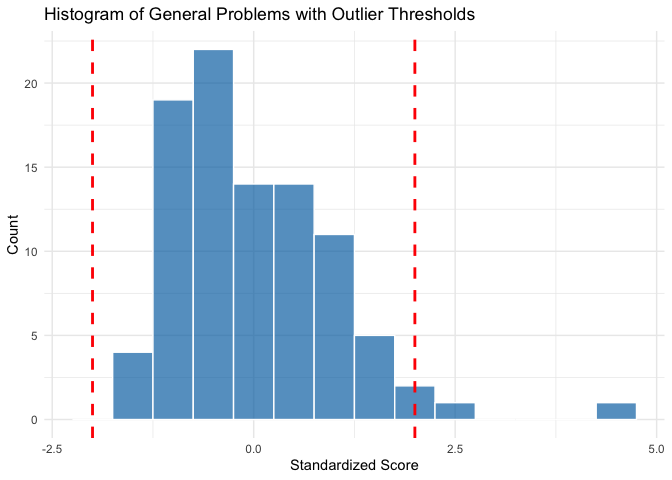 Histogram of General Problems with Outlier Thresholds
20
15
10
5
0
Count
-2.5 0.0 2.5 5.0
Standardized Score